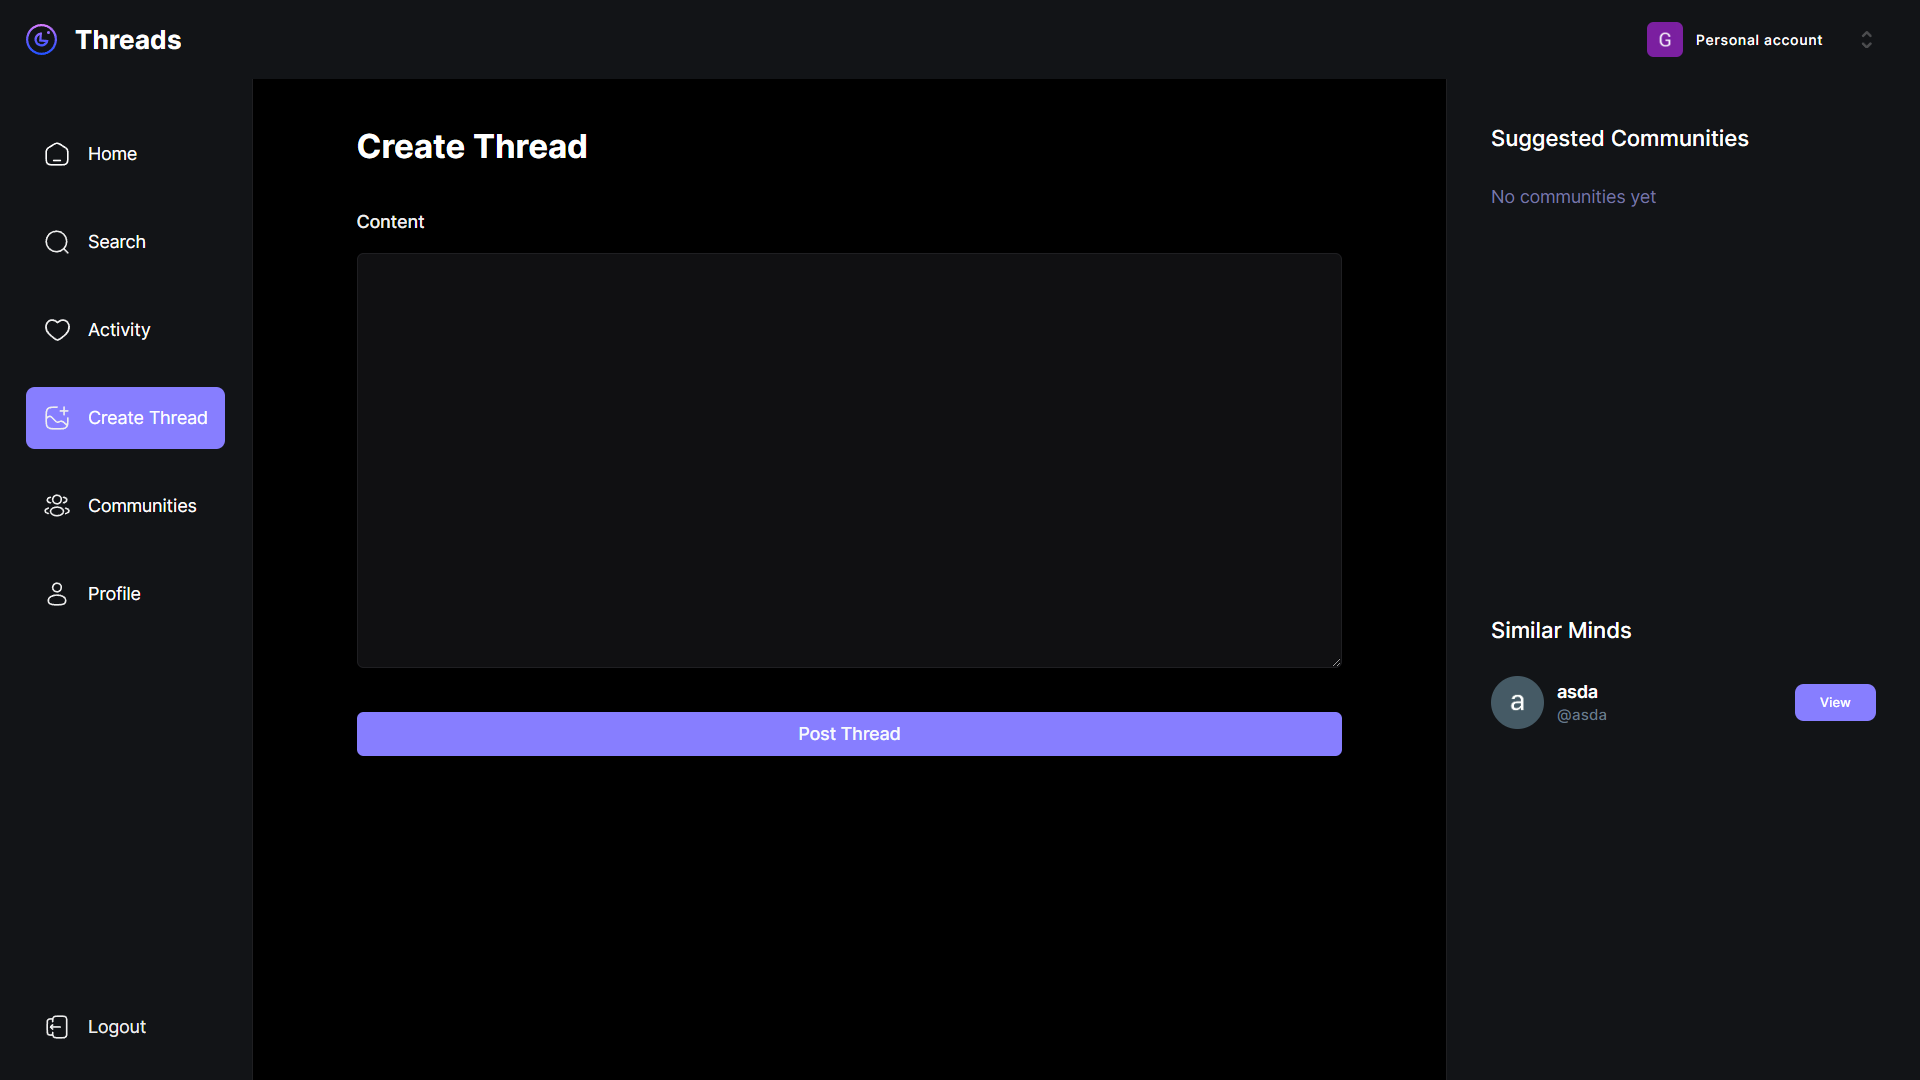 Threads
G Personal account
Home
Search
Activity
Create Thread
Communities
Profile
Logout
Create Thread
Content
Post Thread
Suggested Communities
No communities yet
Similar Minds
a
asda
@asda
View